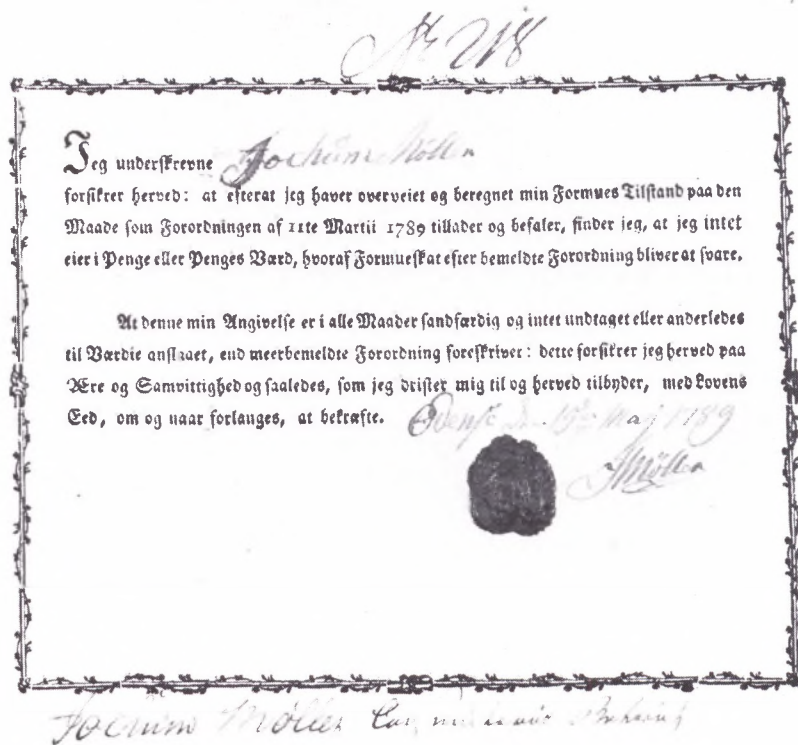 No 218
Jeg underskrevne Jochum Møller
forsikrer herved: at efterat jeg haver overveiet og beregnet min Formues Tilstand paa den
Maade som Forordningen af 11te Martii 1789 tillader og befaler, finder jeg, at jeg intet
eier i Penge eller Penges Værd, hvoraf Formueskat efter bemeldte Forordning bliver at svare.
At denne min Angivelse er i alle Maader sandfærdig og intet undtaget eller anderledes
til Værdie anslaaet, end meerbemeldte Forordning foreskriver: dette forsikrer jeg herved paa
Ære og Samvittighed og saaledes, som jeg drister mig til og herved tilbyder, med Lovens
Eed, om og naar forlanges, at bekræfte. Odense den 15de Maj 1789
JMøller
Jochum Møller